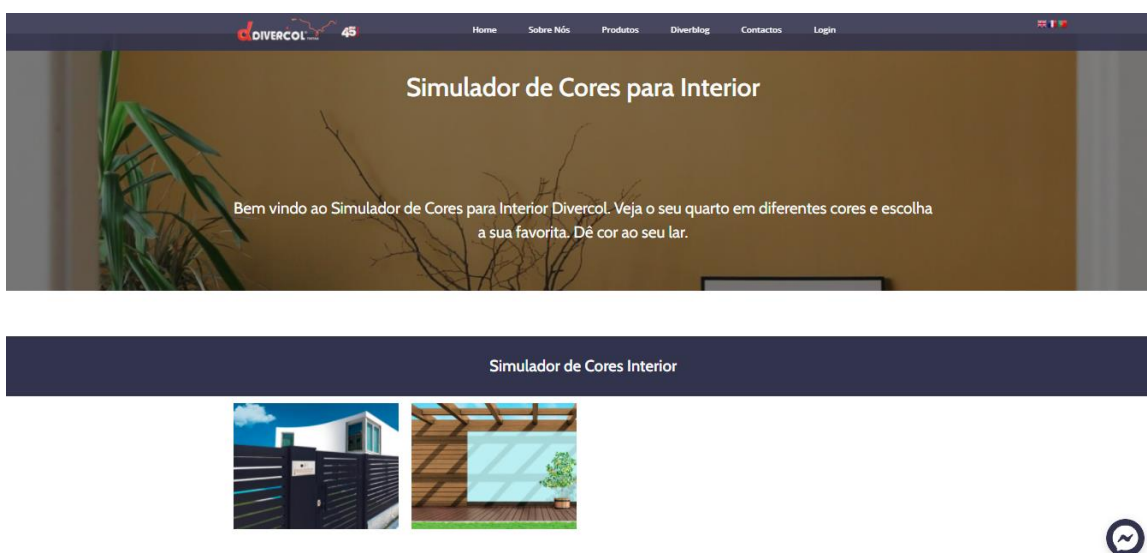 DIVERCOL 45
Home Sobre Nós Produtos Diverblog Contactos Login
Simulador de Cores para Interior
Bem vindo ao Simulador de Cores para Interior Divercol. Veja o seu quarto em diferentes cores e escolha
a sua favorita. Dê cor ao seu lar.
Simulador de Cores Interior